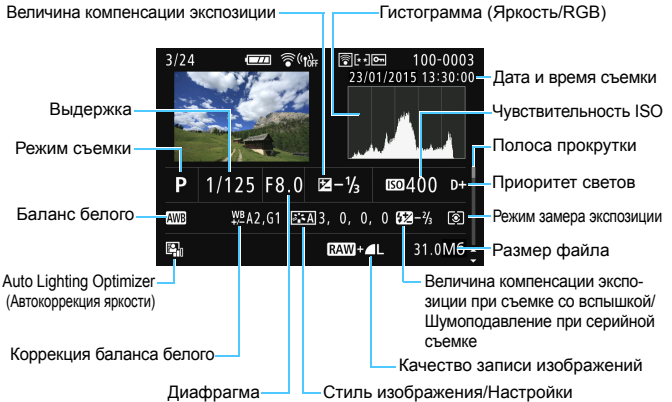 Величина компенсации экспозиции
Гистограмма (Яркость/RGB)
3/24
OFF
100-0003
23/01/2015 13:30:00
Дата и время съемки
Выдержка
Чувствительность ISO
Режим съемки
Полоса прокрутки
P 1/125 F8.0 -⅓ ISO 400 D+
Приоритет светов
Баланс белого
AWB WB +/- A2,G1 A 3, 0, 0, 0 -⅔
Режим замера экспозиции
RAW+L 31.0Мб
Размер файла
Auto Lighting Optimizer
(Автокоррекция яркости)
Величина компенсации экспо-
зиции при съемке со вспышкой/
Шумоподавление при серийной
съемке
Коррекция баланса белого
Качество записи изображений
Диафрагма
Стиль изображения/Настройки